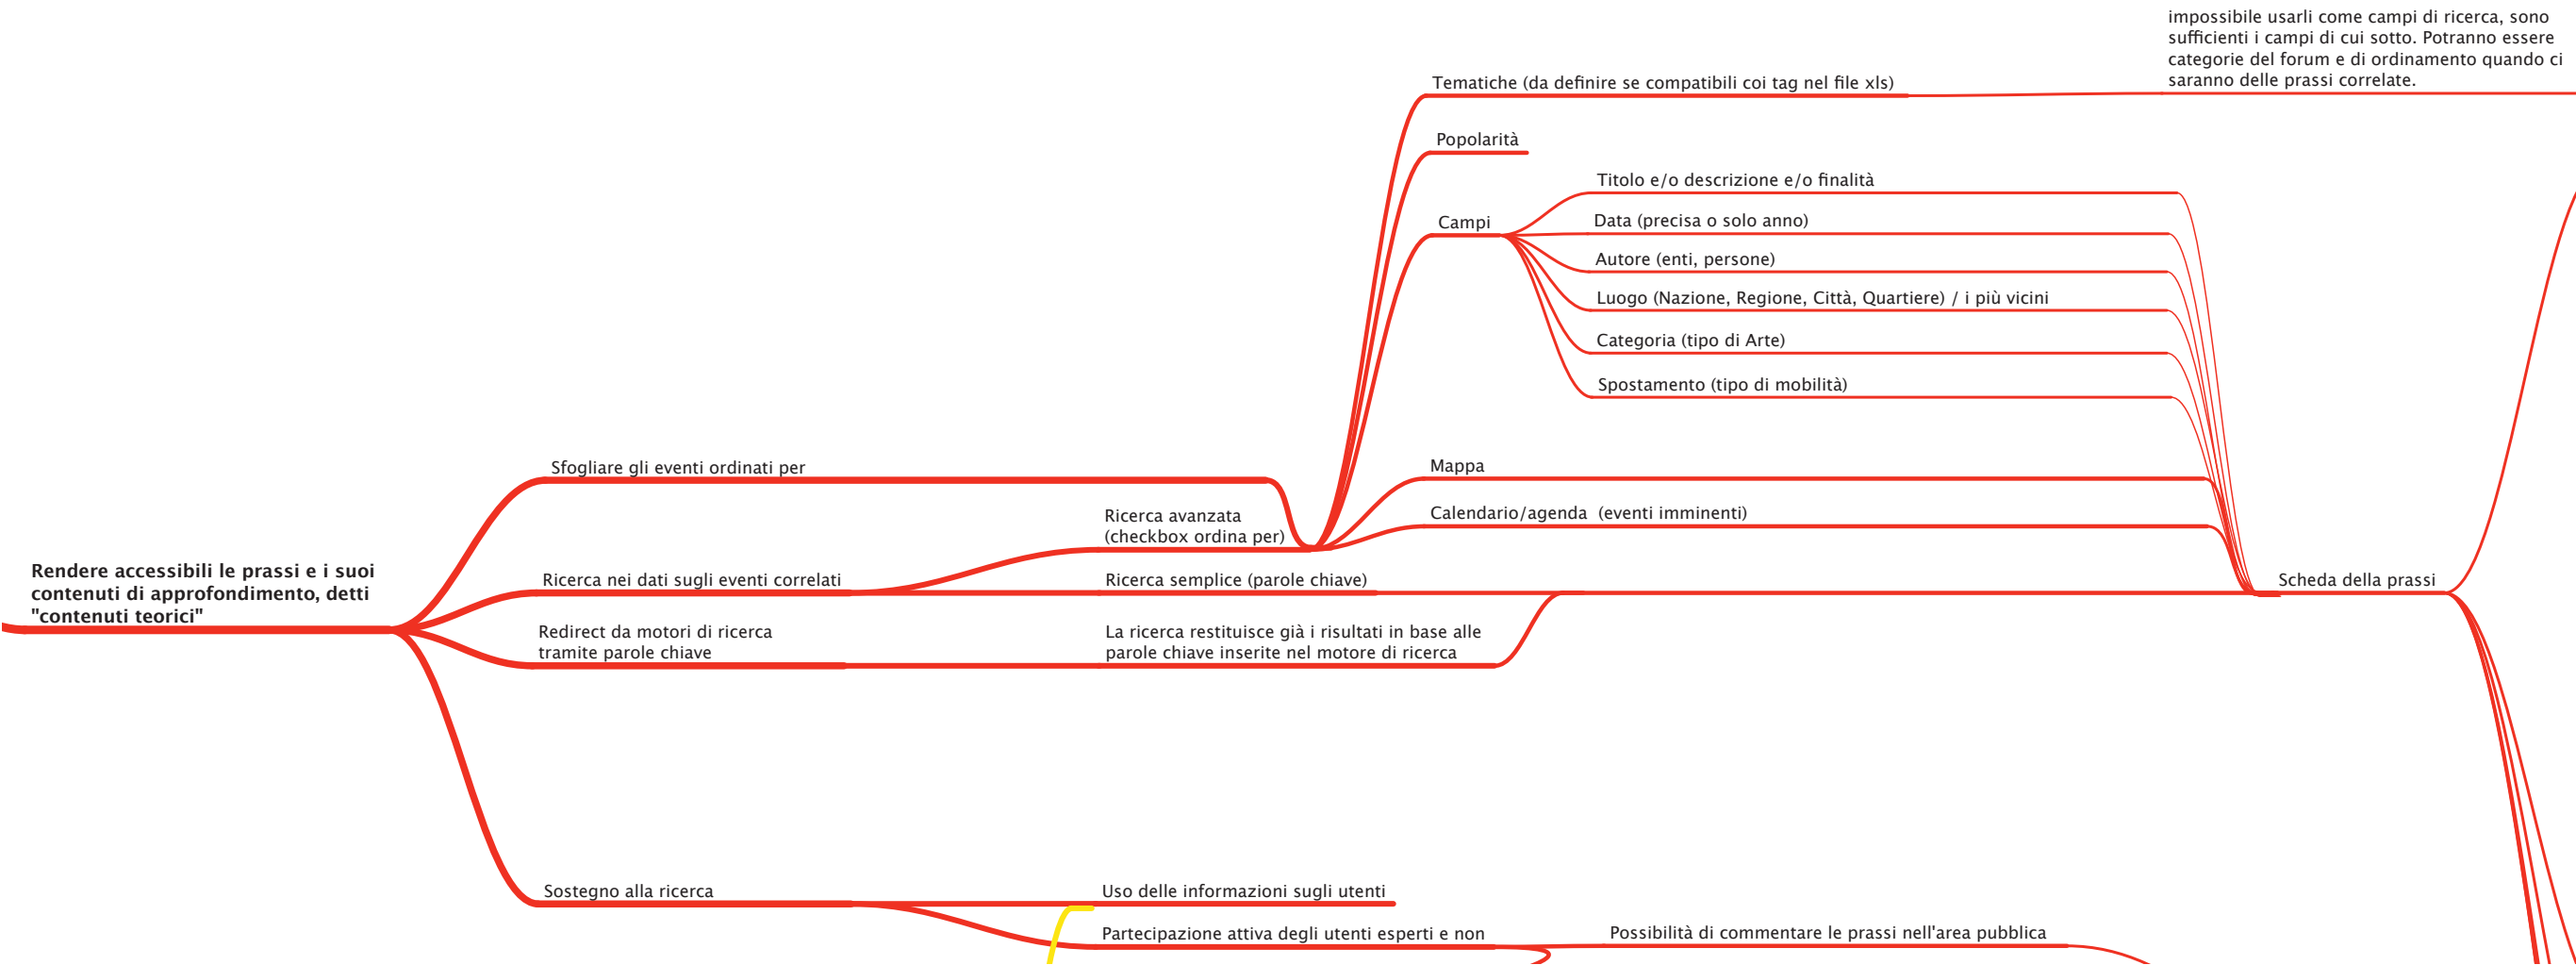 impossibile usarli come campi di ricerca, sono
sufficienti i campi di cui sotto. Potranno essere
categorie del forum e di ordinamento quando ci
saranno delle prassi correlate.
Tematiche (da definire se compatibili coi tag nel file xls)
Popolarità
Titolo e/o descrizione e/o finalità
Campi
Data (precisa o solo anno)
Autore (enti, persone)
Luogo (Nazione, Regione, Città, Quartiere) / i più vicini
Categoria (tipo di Arte)
Spostamento (tipo di mobilità)
Sfogliare gli eventi ordinati per
Mappa
Ricerca avanzata
(checkbox ordina per)
Calendario/agenda  (eventi imminenti)
Rendere accessibili le prassi e i suoi
contenuti di approfondimento, detti
"contenuti teorici"
Ricerca nei dati sugli eventi correlati
Ricerca semplice (parole chiave)
Scheda della prassi
Redirect da motori di ricerca
tramite parole chiave
La ricerca restituisce già i risultati in base alle
parole chiave inserite nel motore di ricerca
Sostegno alla ricerca
Uso delle informazioni sugli utenti
Partecipazione attiva degli utenti esperti e non
Possibilità di commentare le prassi nell'area pubblica